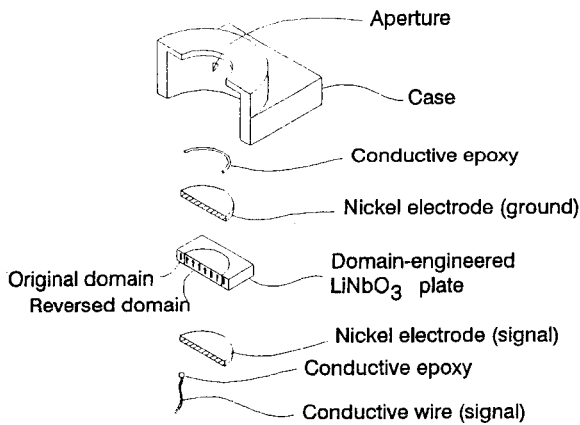 Aperture
Case
Conductive epoxy
Nickel electrode (ground)
Original domain
Reversed domain
Domain-engineered
LiNbO3 plate
Nickel electrode (signal)
Conductive epoxy
Conductive wire (signal)